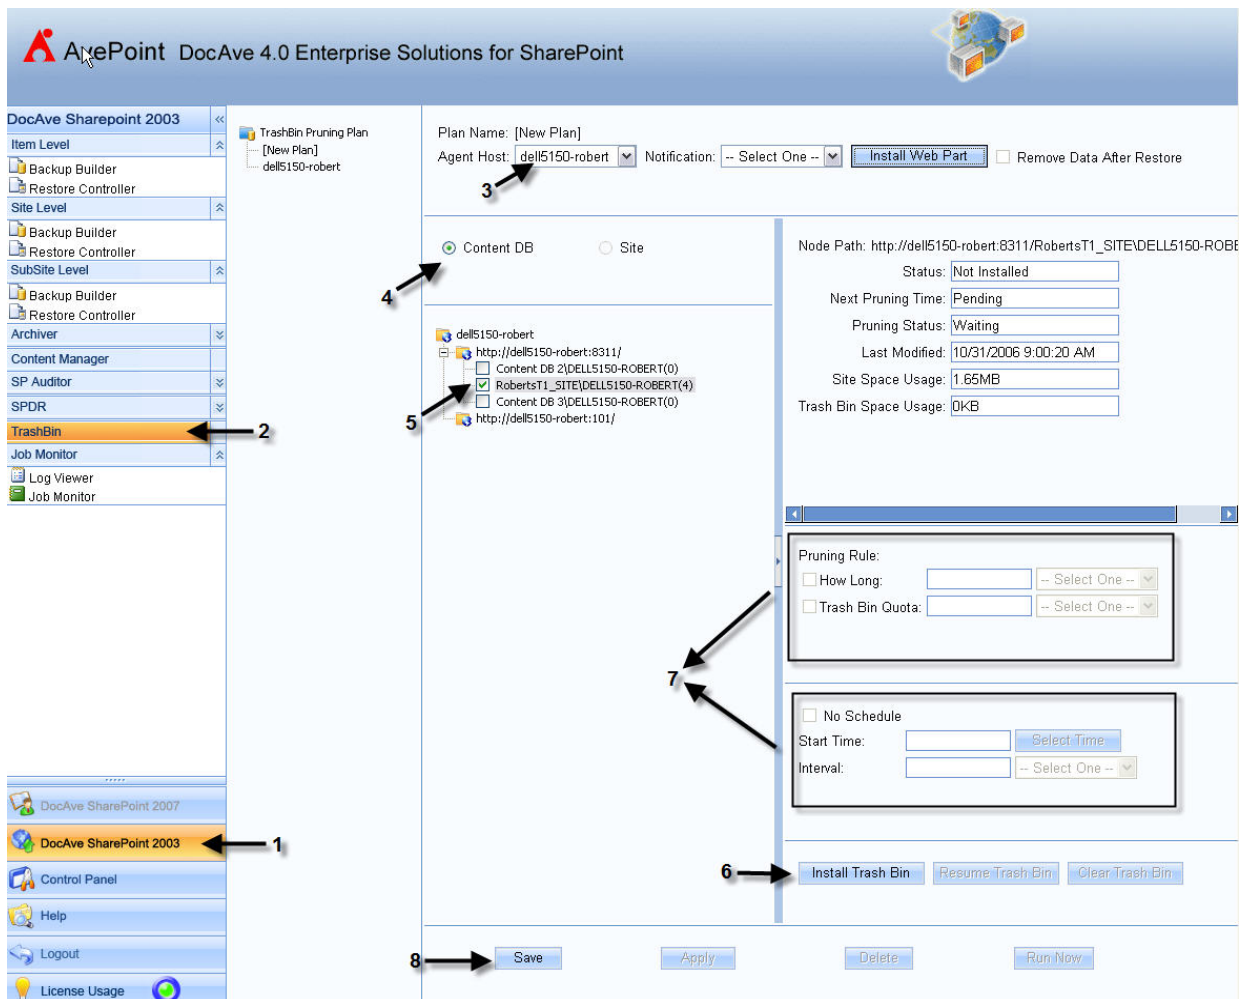 AvePoint DocAve 4.0 Enterprise Solutions for SharePoint
DocAve Sharepoint 2003
Item Level
Backup Builder
Restore Controller
Site Level
Backup Builder
Restore Controller
SubSite Level
Backup Builder
Restore Controller
Archiver
Content Manager
SP Auditor
SPDR
TrashBin
2
Job Monitor
Log Viewer
Job Monitor
DocAve SharePoint 2007
DocAve SharePoint 2003
1
Control Panel
Help
Logout
License Usage
TrashBin Pruning Plan
[New Plan]
dell5150-robert
Plan Name: [New Plan]
Agent Host: dell5150-robert Notification: -- Select One -- Install Web Part Remove Data After Restore
3
Content DB Site
4
dell5150-robert
http://dell5150-robert:8311/
Content DB 2\DELL5150-ROBERT(0)
RobertsT1_SITE\DELL5150-ROBERT(4)
Content DB 3\DELL5150-ROBERT(0)
http://dell5150-robert:101/
5
Node Path: http://dell5150-robert:8311/RobertsT1_SITE\DELL5150-ROBE
Status: Not Installed
Next Pruning Time: Pending
Pruning Status: Waiting
Last Modified: 10/31/2006 9:00:20 AM
Site Space Usage: 1.65MB
Trash Bin Space Usage: 0KB
Pruning Rule:
How Long: -- Select One --
Trash Bin Quota: -- Select One --
7
No Schedule
Start Time: Select Time
Interval: -- Select One --
6 Install Trash Bin Resume Trash Bin Clear Trash Bin
8 Save Apply Delete Run Now